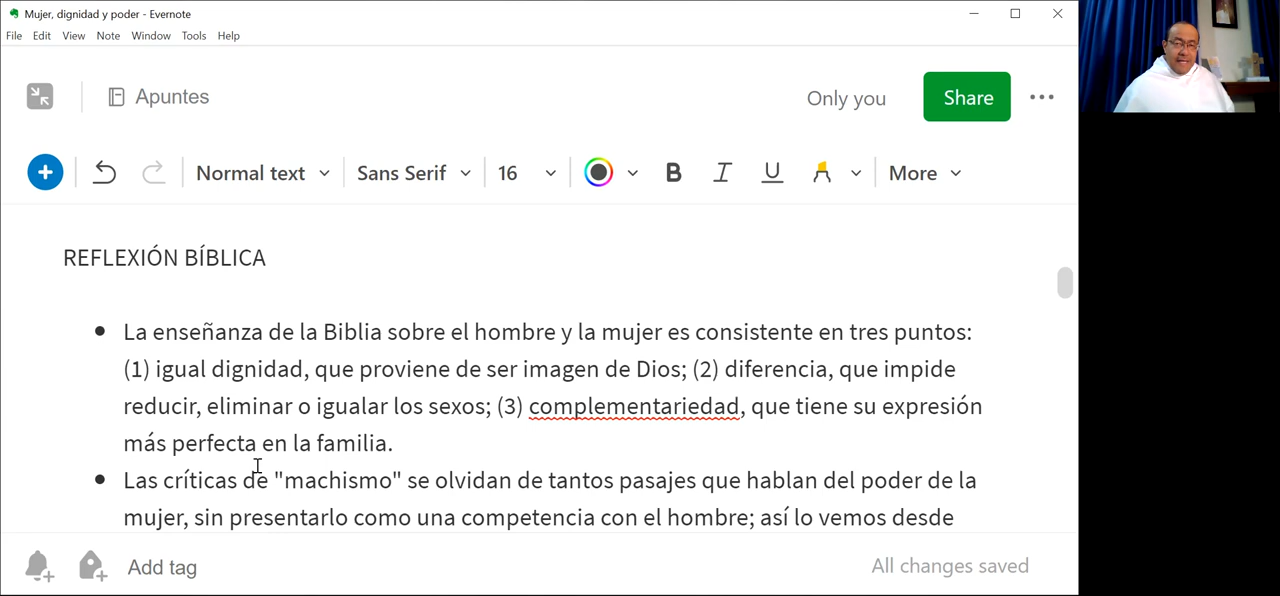 Mujer, dignidad y poder - Evernote
File Edit View Note Window Tools Help
Apuntes
Only you
Share
Normal text
Sans Serif
16
B
I
U
More
REFLEXIÓN BÍBLICA
La enseñanza de la Biblia sobre el hombre y la mujer es consistente en tres puntos:
(1) igual dignidad, que proviene de ser imagen de Dios; (2) diferencia, que impide
reducir, eliminar o igualar los sexos; (3) complementariedad, que tiene su expresión
más perfecta en la familia.
Las críticas de "machismo" se olvidan de tantos pasajes que hablan del poder de la
mujer, sin presentarlo como una competencia con el hombre; así lo vemos desde
Add tag
All changes saved